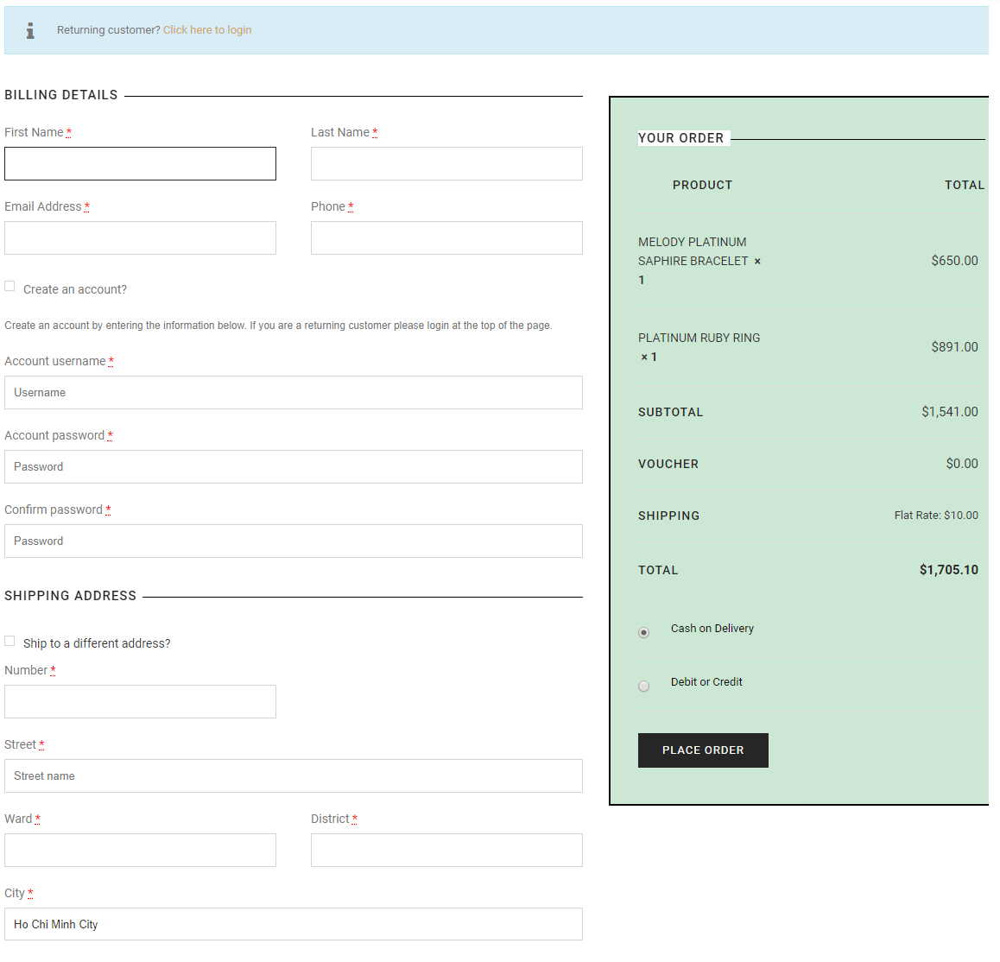 Returning customer? Click here to login
BILLING DETAILS
First Name *
Last Name *
Email Address *
Phone *
Create an account?
Create an account by entering the information below. If you are a returning customer please login at the top of the page.
Account username *
Username
Account password *
Password
Confirm password *
Password
SHIPPING ADDRESS
Ship to a different address?
Number *
Street *
Street name
Ward *
District *
City *
Ho Chi Minh City
YOUR ORDER
PRODUCT TOTAL
MELODY PLATINUM
SAPHIRE BRACELET × $650.00
1
PLATINUM RUBY RING
× 1 $891.00
SUBTOTAL $1,541.00
VOUCHER $0.00
SHIPPING Flat Rate: $10.00
TOTAL $1,705.10
Cash on Delivery
Debit or Credit
PLACE ORDER